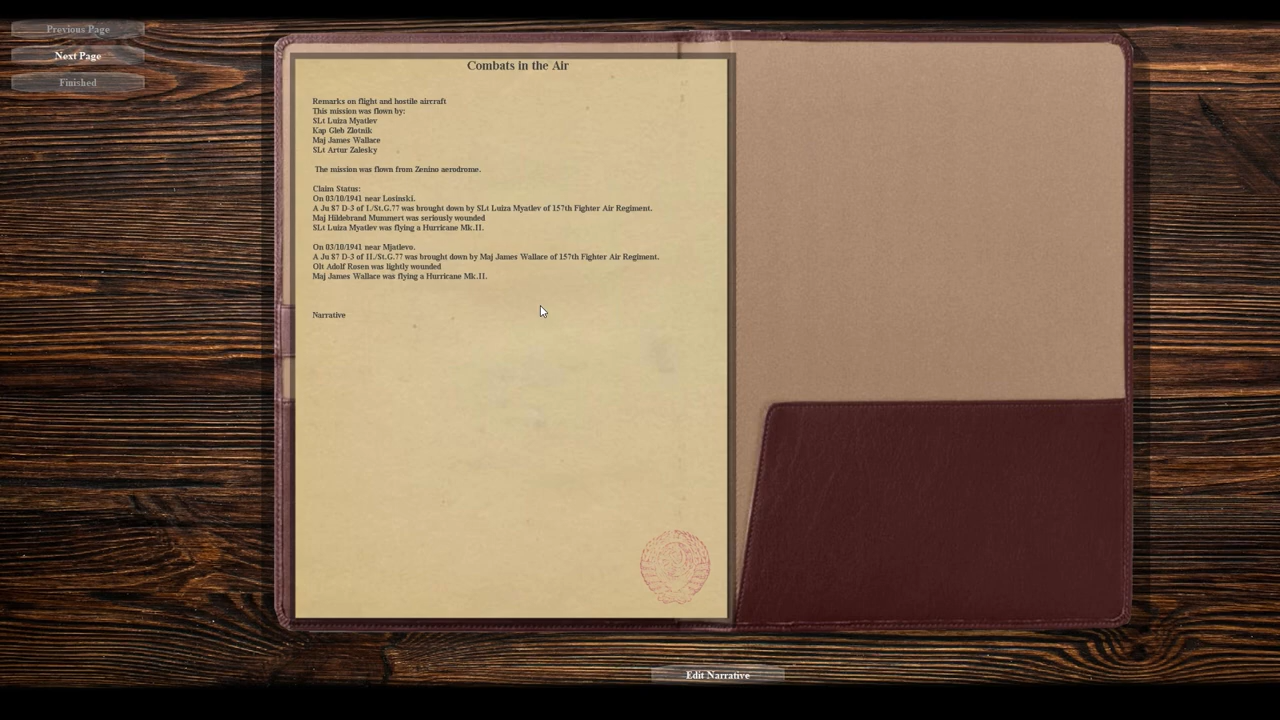 Previous Page
Next Page
Finished
Combats in the Air
Remarks on flight and hostile aircraft
This mission was flown by:
SLt Luiza Myatlev
Kap Gleb Zlotnik
Maj James Wallace
SLt Artur Zalesky
The mission was flown from Zenino aerodrome.
Claim Status:
On 03/10/1941 near Losinski.
A Ju 87 D-3 of I./St.G.77 was brought down by SLt Luiza Myatlev of 157th Fighter Air Regiment.
Maj Hildebrand Mummert was seriously wounded
SLt Luiza Myatlev was flying a Hurricane Mk.II.
On 03/10/1941 near Mjatlevo.
A Ju 87 D-3 of II./St.G.77 was brought down by Maj James Wallace of 157th Fighter Air Regiment.
Olt Adolf Rosen was lightly wounded
Maj James Wallace was flying a Hurricane Mk.II.
Narrative
Edit Narrative